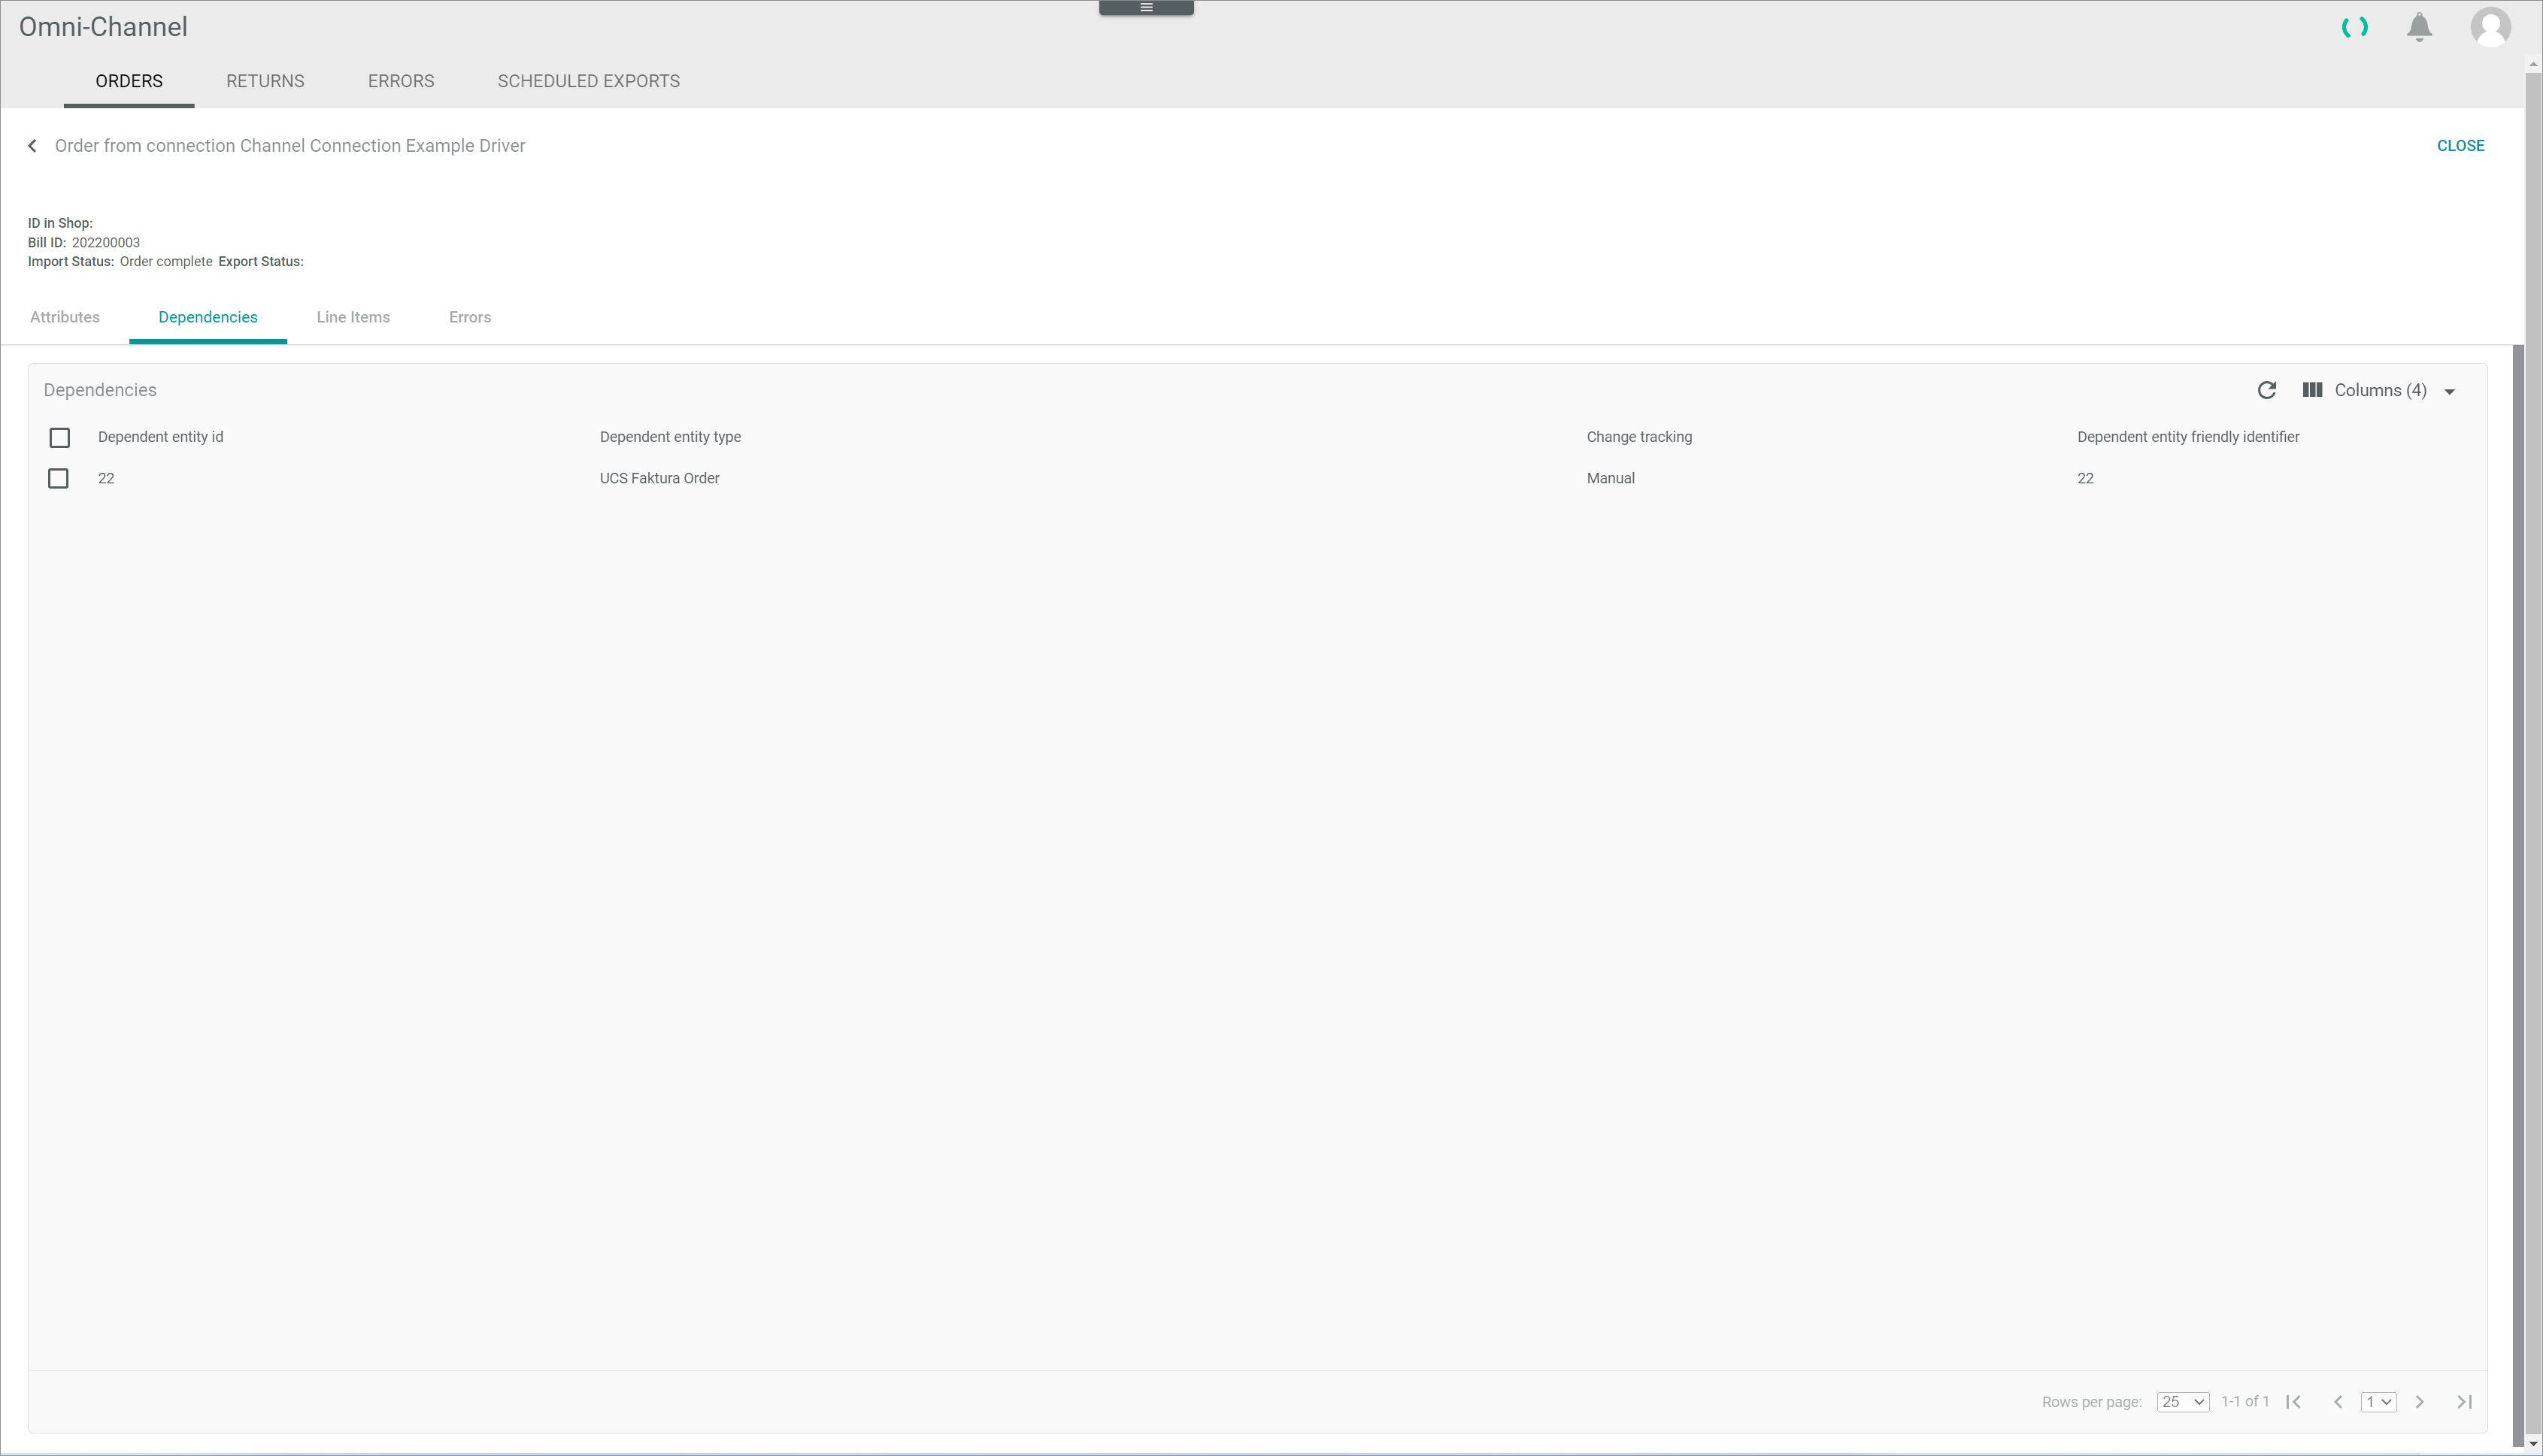 Omni-Channel
ORDERS RETURNS ERRORS SCHEDULED EXPORTS
Order from connection Channel Connection Example Driver CLOSE
ID in Shop:
Bill ID: 202200003
Import Status: Order complete Export Status:
Attributes Dependencies Line Items Errors
Dependencies Columns (4)
Dependent entity id Dependent entity type Change tracking Dependent entity friendly identifier
22 UCS Faktura Order Manual 22
Rows per page: 25 1-1 of 1 1